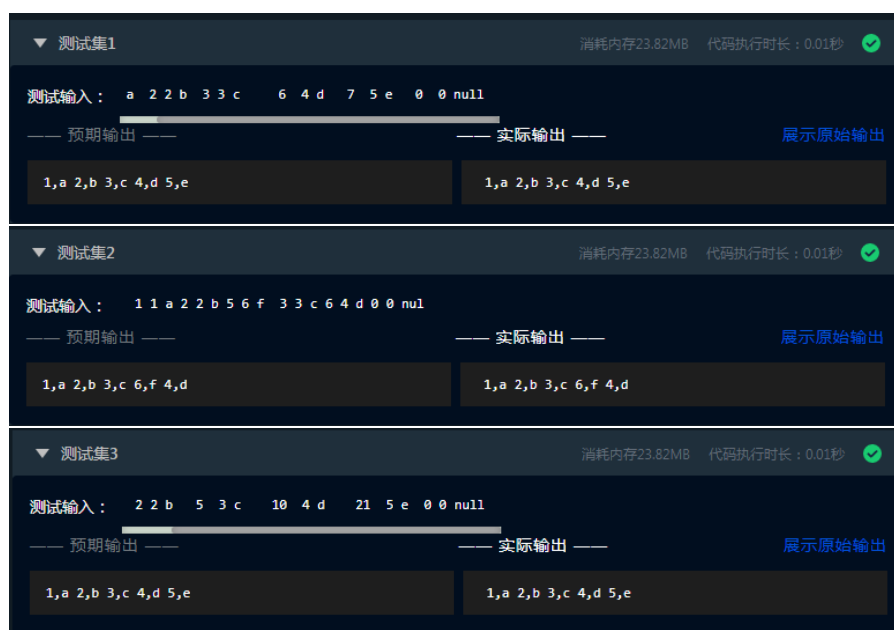 测试集1 消耗内存23.82MB 代码执行时长：0.01秒
测试输入： a 2 2 b 3 3 c 6 4 d 7 5 e 0 0 null
—— 预期输出 —— —— 实际输出 —— 展示原始输出
1,a 2,b 3,c 4,d 5,e 1,a 2,b 3,c 4,d 5,e
测试集2 消耗内存23.82MB 代码执行时长：0.01秒
测试输入： 1 1 a 2 2 b 5 6 f 3 3 c 6 4 d 0 0 nul
—— 预期输出 —— —— 实际输出 —— 展示原始输出
1,a 2,b 3,c 6,f 4,d 1,a 2,b 3,c 6,f 4,d
测试集3 消耗内存23.82MB 代码执行时长：0.01秒
测试输入： 2 2 b 5 3 c 10 4 d 21 5 e 0 0 null
—— 预期输出 —— —— 实际输出 —— 展示原始输出
1,a 2,b 3,c 4,d 5,e 1,a 2,b 3,c 4,d 5,e